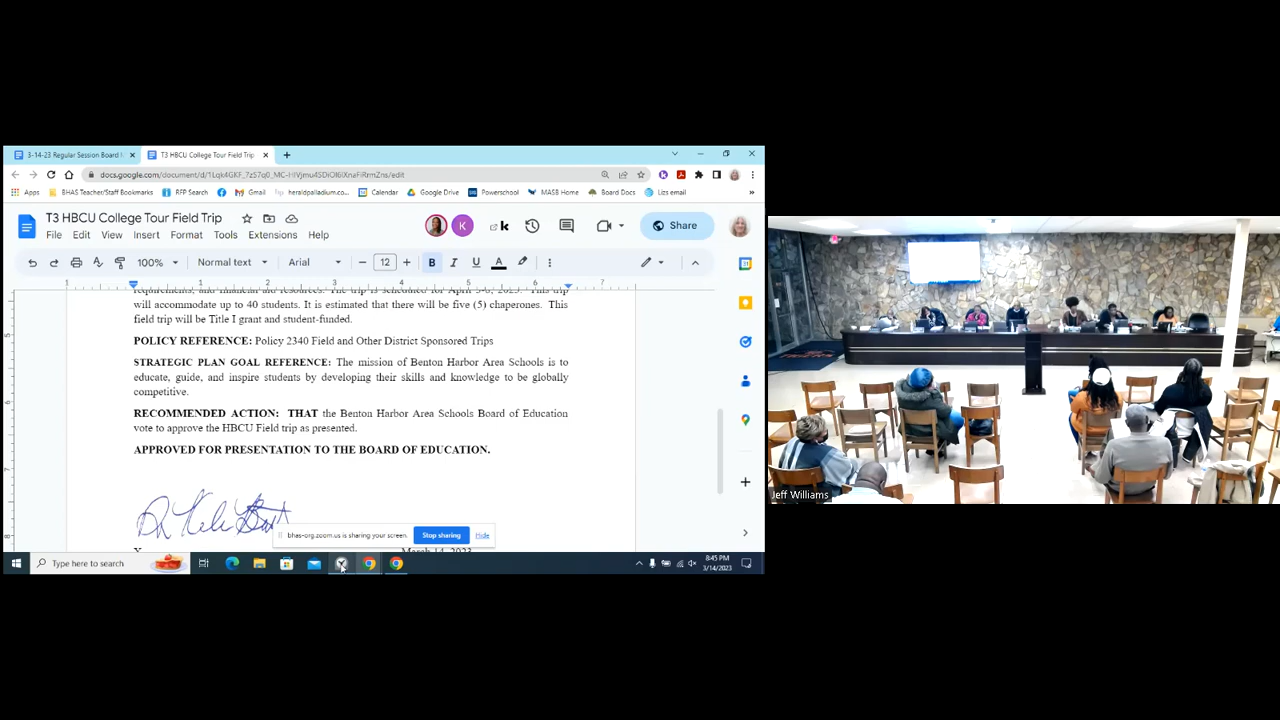 3-14-23 Regular Session Board
T3 HBCU College Tour Field Trip
Apps
BHAS Teacher/Staff Bookmarks
RFP Search
Gmail
heraldpalladium.co...
Calendar
Google Drive
Powerschool
MASB Home
Board Docs
Lizs email
»
T3 HBCU College Tour Field Trip
Share
File Edit View Insert Format Tools Extensions Help
100% Normal text Arial 12 B I U A
will accommodate up to 40 students. It is estimated that there will be five (5) chaperones. This
field trip will be Title I grant and student-funded.
POLICY REFERENCE: Policy 2340 Field and Other District Sponsored Trips
STRATEGIC PLAN GOAL REFERENCE: The mission of Benton Harbor Area Schools is to
educate, guide, and inspire students by developing their skills and knowledge to be globally
competitive.
RECOMMENDED ACTION: THAT the Benton Harbor Area Schools Board of Education
vote to approve the HBCU Field trip as presented.
APPROVED FOR PRESENTATION TO THE BOARD OF EDUCATION.
bhas-org.zoom.us is sharing your screen.
Stop sharing
Hide
March 14, 2023
Type here to search
8:45 PM
3/14/2023
Jeff Williams